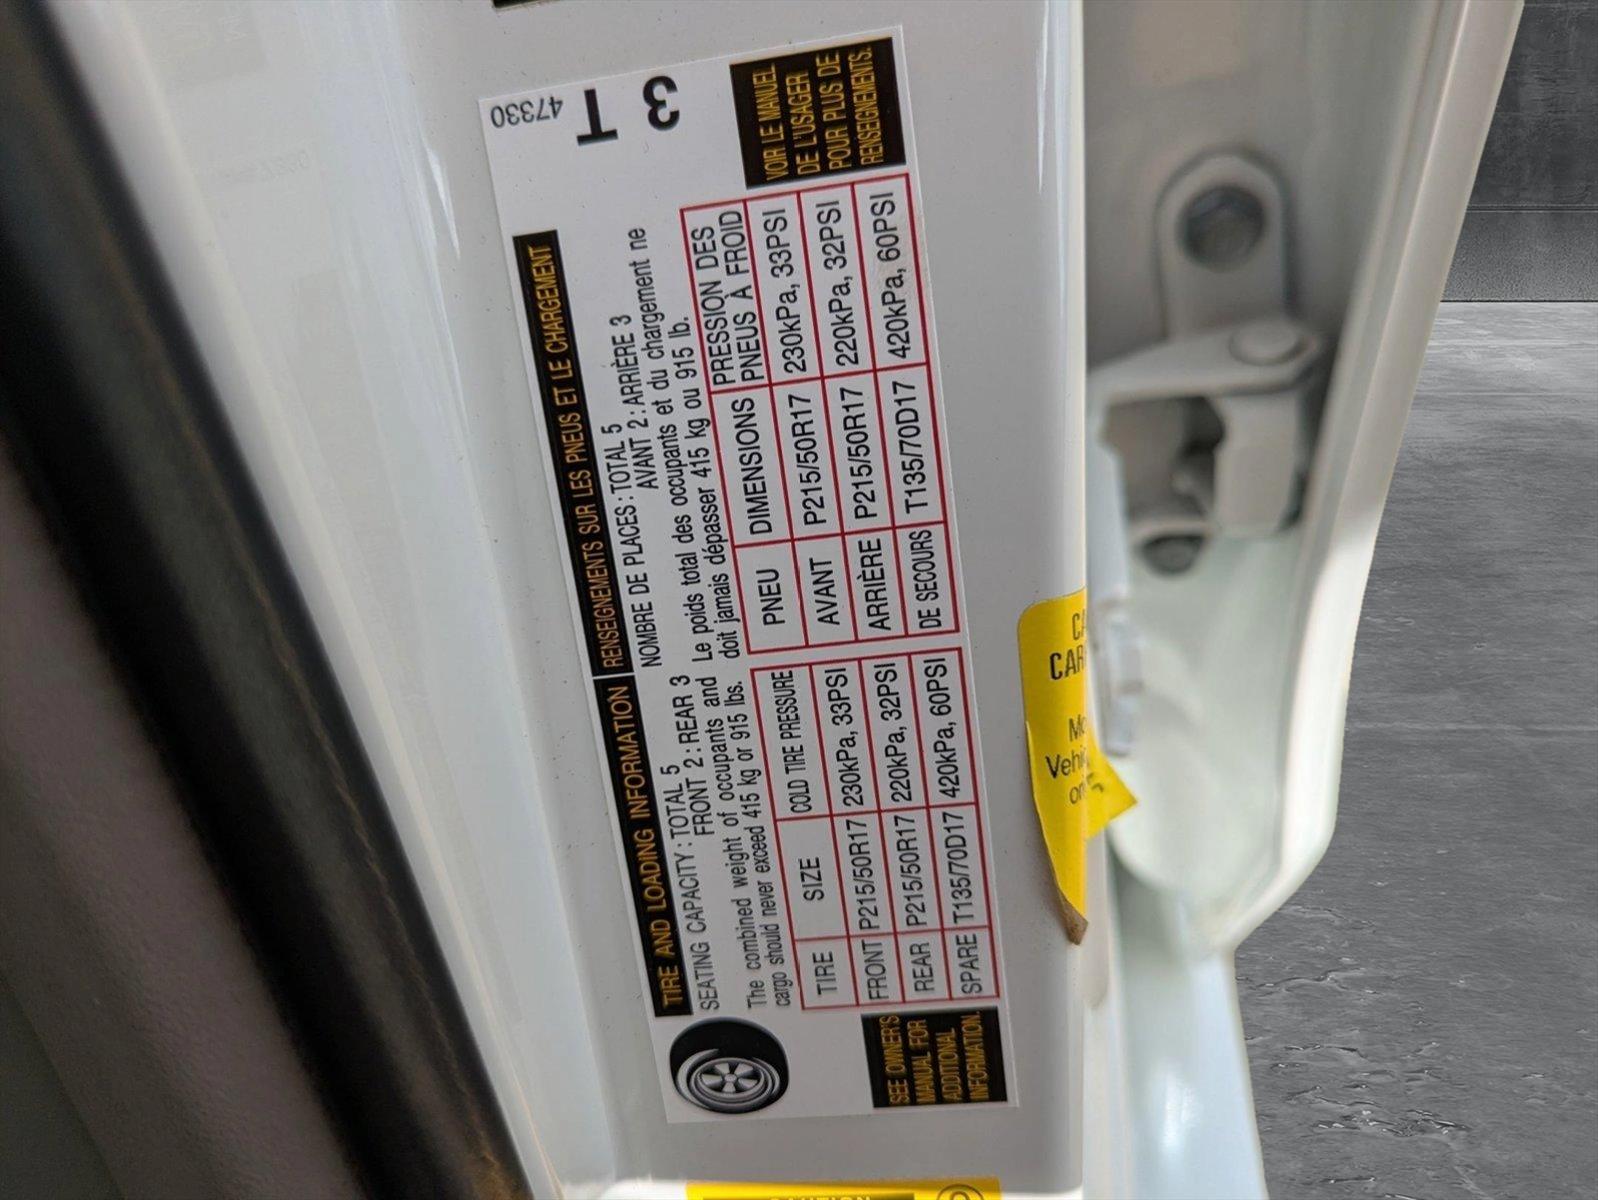 TIRE AND LOADING INFORMATION
SEATING CAPACITY : TOTAL 5
FRONT 2 : REAR 3
The combined weight of occupants and
cargo should never exceed 415 kg or 915 lbs.
TIRE SIZE COLD TIRE PRESSURE
FRONT P215/50R17 230kPa, 33PSI
REAR P215/50R17 220kPa, 32PSI
SPARE T135/70D17 420kPa, 60PSI
SEE OWNER'S
MANUAL FOR
ADDITIONAL
INFORMATION.
RENSEIGNEMENTS SUR LES PNEUS ET LE CHARGEMENT
NOMBRE DE PLACES : TOTAL 5
AVANT 2 : ARRIÈRE 3
Le poids total des occupants et du chargement ne
doit jamais dépasser 415 kg ou 915 lb.
PNEU DIMENSIONS PRESSION DES
PNEUS À FROID
AVANT P215/50R17 230kPa, 33PSI
ARRIÈRE P215/50R17 220kPa, 32PSI
DE SECOURS T135/70D17 420kPa, 60PSI
VOIR LE MANUEL
DE L'USAGER
POUR PLUS DE
RENSEIGNEMENTS.
47330
T
3